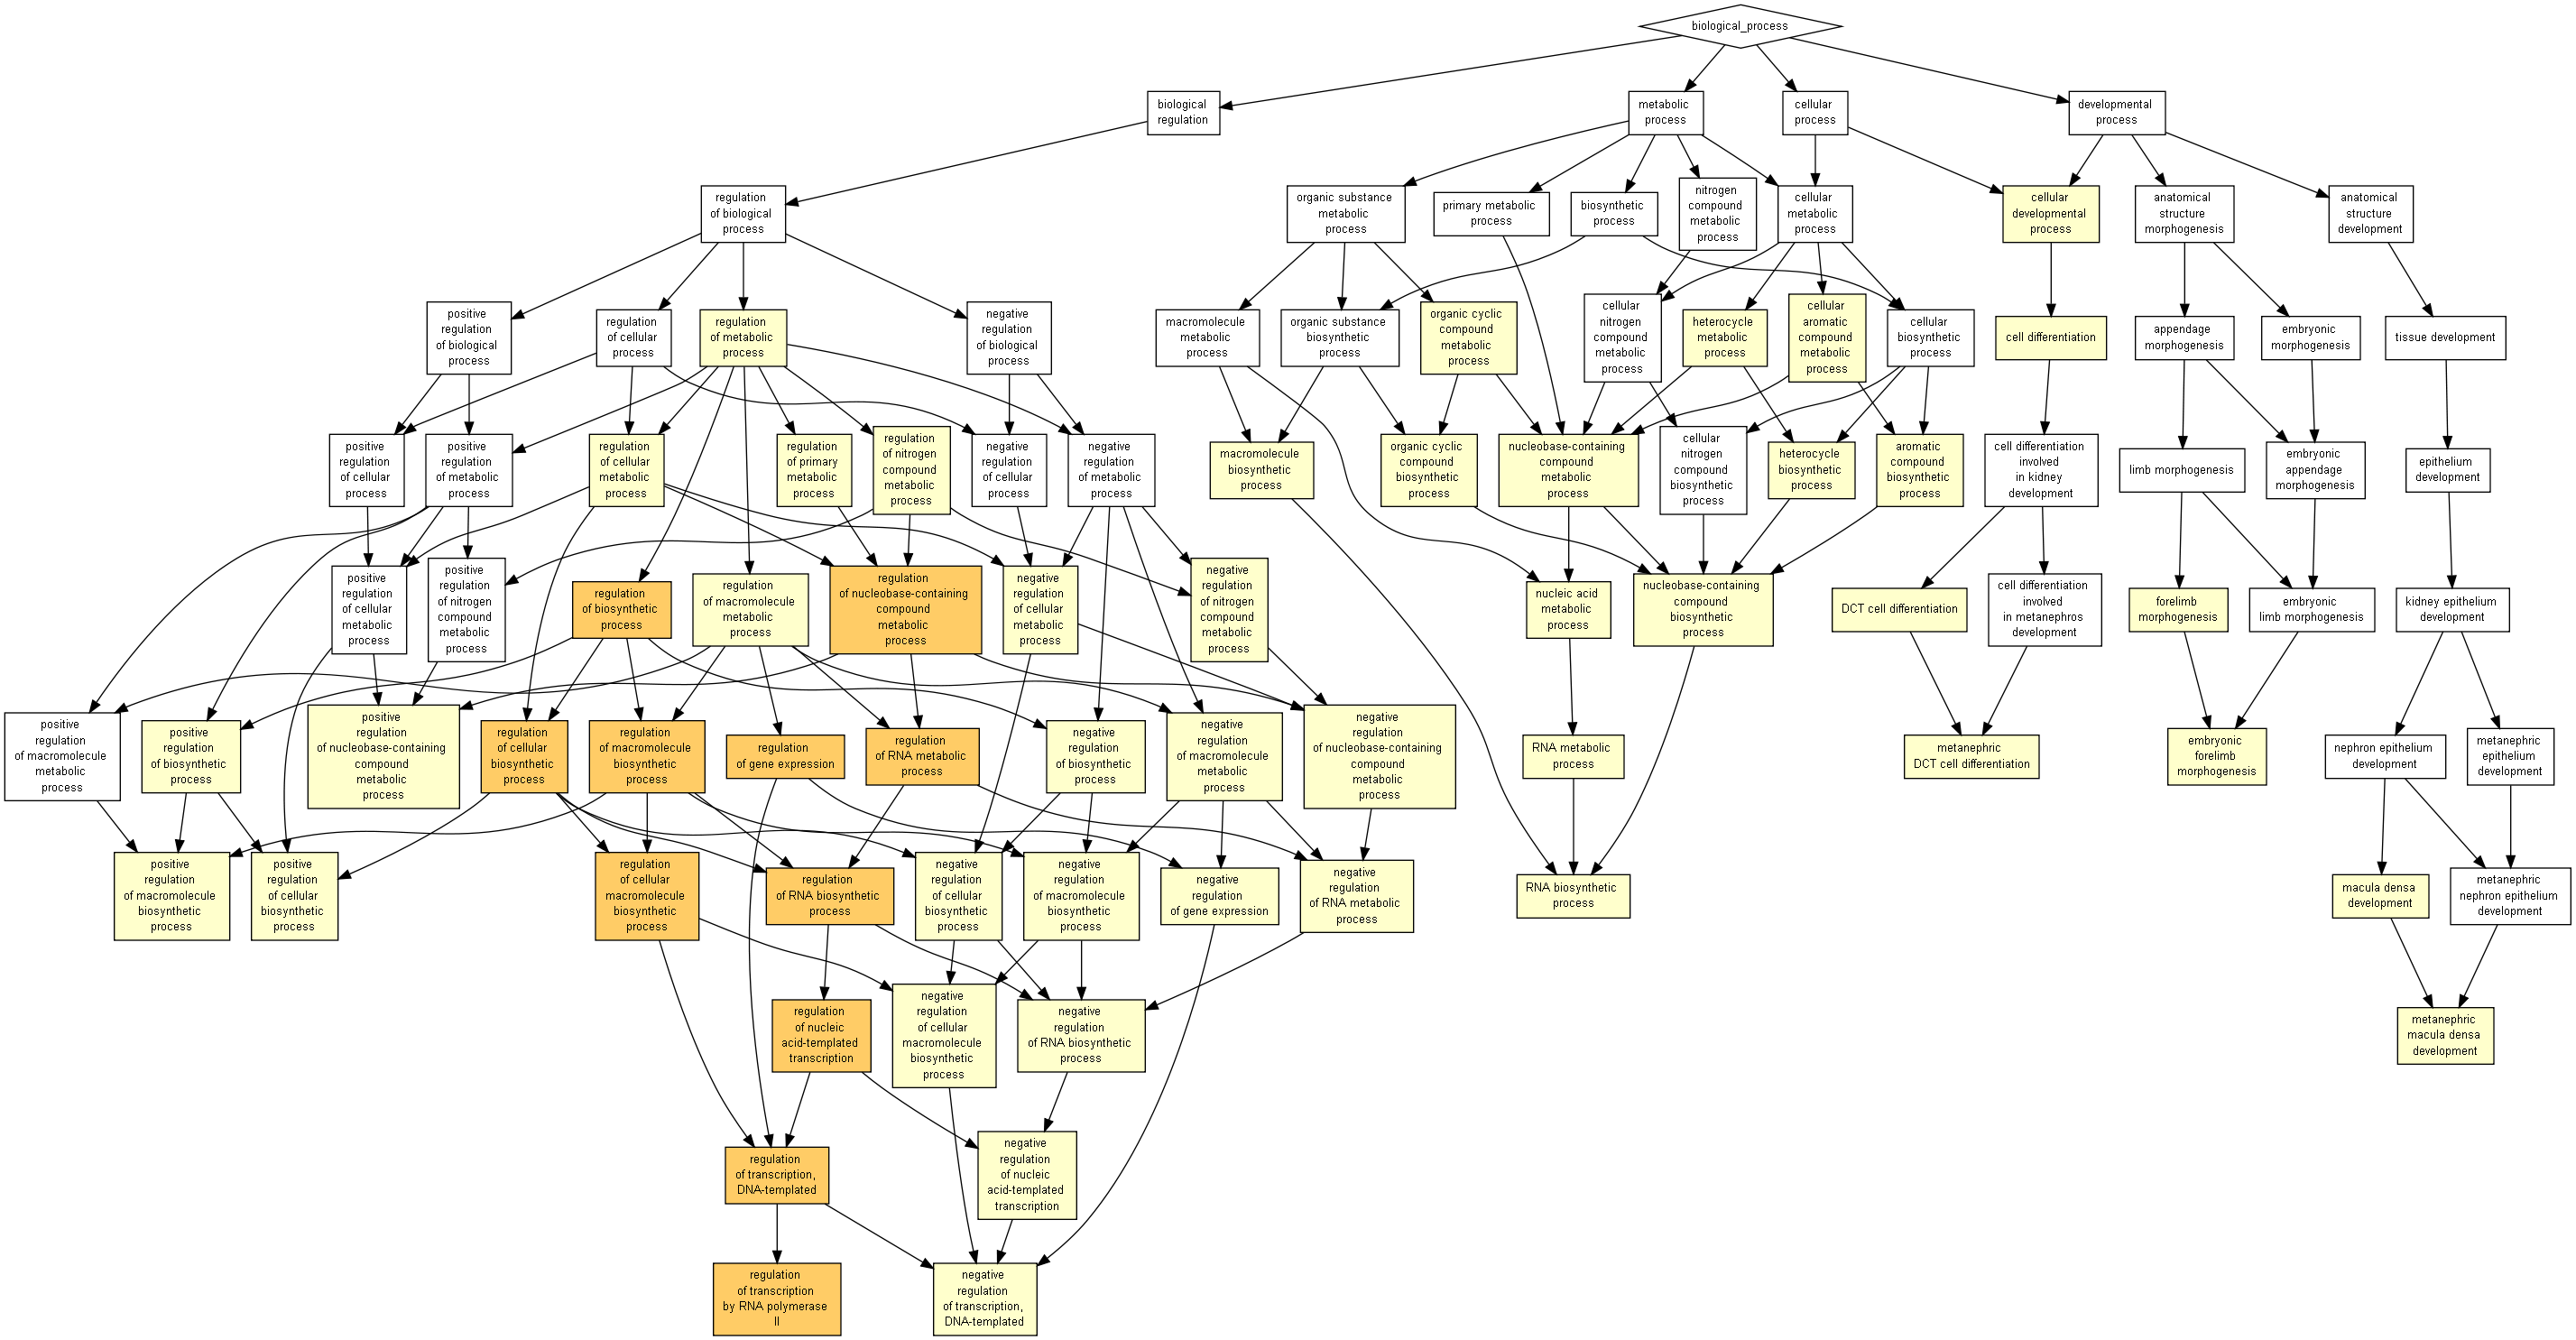 biological_process
biological
regulation
metabolic
process
cellular
process
developmental
process
regulation
of biological
process
organic substance
metabolic
process
primary metabolic
process
biosynthetic
process
nitrogen
compound
metabolic
process
cellular
metabolic
process
cellular
developmental
process
anatomical
structure
morphogenesis
anatomical
structure
development
positive
regulation
of biological
process
regulation
of cellular
process
regulation
of metabolic
process
negative
regulation
of biological
process
macromolecule
metabolic
process
organic substance
biosynthetic
process
organic cyclic
compound
metabolic
process
cellular
nitrogen
compound
metabolic
process
heterocycle
metabolic
process
cellular
aromatic
compound
metabolic
process
cellular
biosynthetic
process
cell differentiation
appendage
morphogenesis
embryonic
morphogenesis
tissue development
positive
regulation
of cellular
process
positive
regulation
of metabolic
process
regulation
of cellular
metabolic
process
regulation
of primary
metabolic
process
regulation
of nitrogen
compound
metabolic
process
negative
regulation
of cellular
process
negative
regulation
of metabolic
process
macromolecule
biosynthetic
process
organic cyclic
compound
biosynthetic
process
nucleobase-containing
compound
metabolic
process
cellular
nitrogen
compound
biosynthetic
process
heterocycle
biosynthetic
process
aromatic
compound
biosynthetic
process
cell differentiation
involved
in kidney
development
limb morphogenesis
embryonic
appendage
morphogenesis
epithelium
development
positive
regulation
of cellular
metabolic
process
positive
regulation
of nitrogen
compound
metabolic
process
regulation
of biosynthetic
process
regulation
of macromolecule
metabolic
process
regulation
of nucleobase-containing
compound
metabolic
process
negative
regulation
of cellular
metabolic
process
negative
regulation
of nitrogen
compound
metabolic
process
nucleic acid
metabolic
process
nucleobase-containing
compound
biosynthetic
process
DCT cell differentiation
cell differentiation
involved
in metanephros
development
forelimb
morphogenesis
embryonic
limb morphogenesis
kidney epithelium
development
positive
regulation
of macromolecule
metabolic
process
positive
regulation
of biosynthetic
process
positive
regulation
of nucleobase-containing
compound
metabolic
process
regulation
of cellular
biosynthetic
process
regulation
of macromolecule
biosynthetic
process
regulation
of gene expression
regulation
of RNA metabolic
process
negative
regulation
of biosynthetic
process
negative
regulation
of macromolecule
metabolic
process
negative
regulation
of nucleobase-containing
compound
metabolic
process
RNA metabolic
process
metanephric
DCT cell differentiation
embryonic
forelimb
morphogenesis
nephron epithelium
development
metanephric
epithelium
development
positive
regulation
of macromolecule
biosynthetic
process
positive
regulation
of cellular
biosynthetic
process
regulation
of cellular
macromolecule
biosynthetic
process
regulation
of RNA biosynthetic
process
negative
regulation
of cellular
biosynthetic
process
negative
regulation
of macromolecule
biosynthetic
process
negative
regulation
of gene expression
negative
regulation
of RNA metabolic
process
RNA biosynthetic
process
macula densa
development
metanephric
nephron epithelium
development
regulation
of nucleic
acid-templated
transcription
negative
regulation
of cellular
macromolecule
biosynthetic
process
negative
regulation
of RNA biosynthetic
process
metanephric
macula densa
development
regulation
of transcription,
DNA-templated
negative
regulation
of nucleic
acid-templated
transcription
regulation
of transcription
by RNA polymerase
II
negative
regulation
of transcription,
DNA-templated